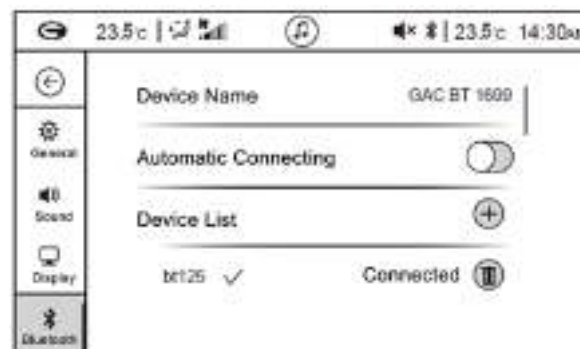 23.5°c 23.5°c 14:30
Device Name GAC BT 1699
General
Automatic Connecting
Sound
Device List
Display
bt125 Connected
Bluetooth